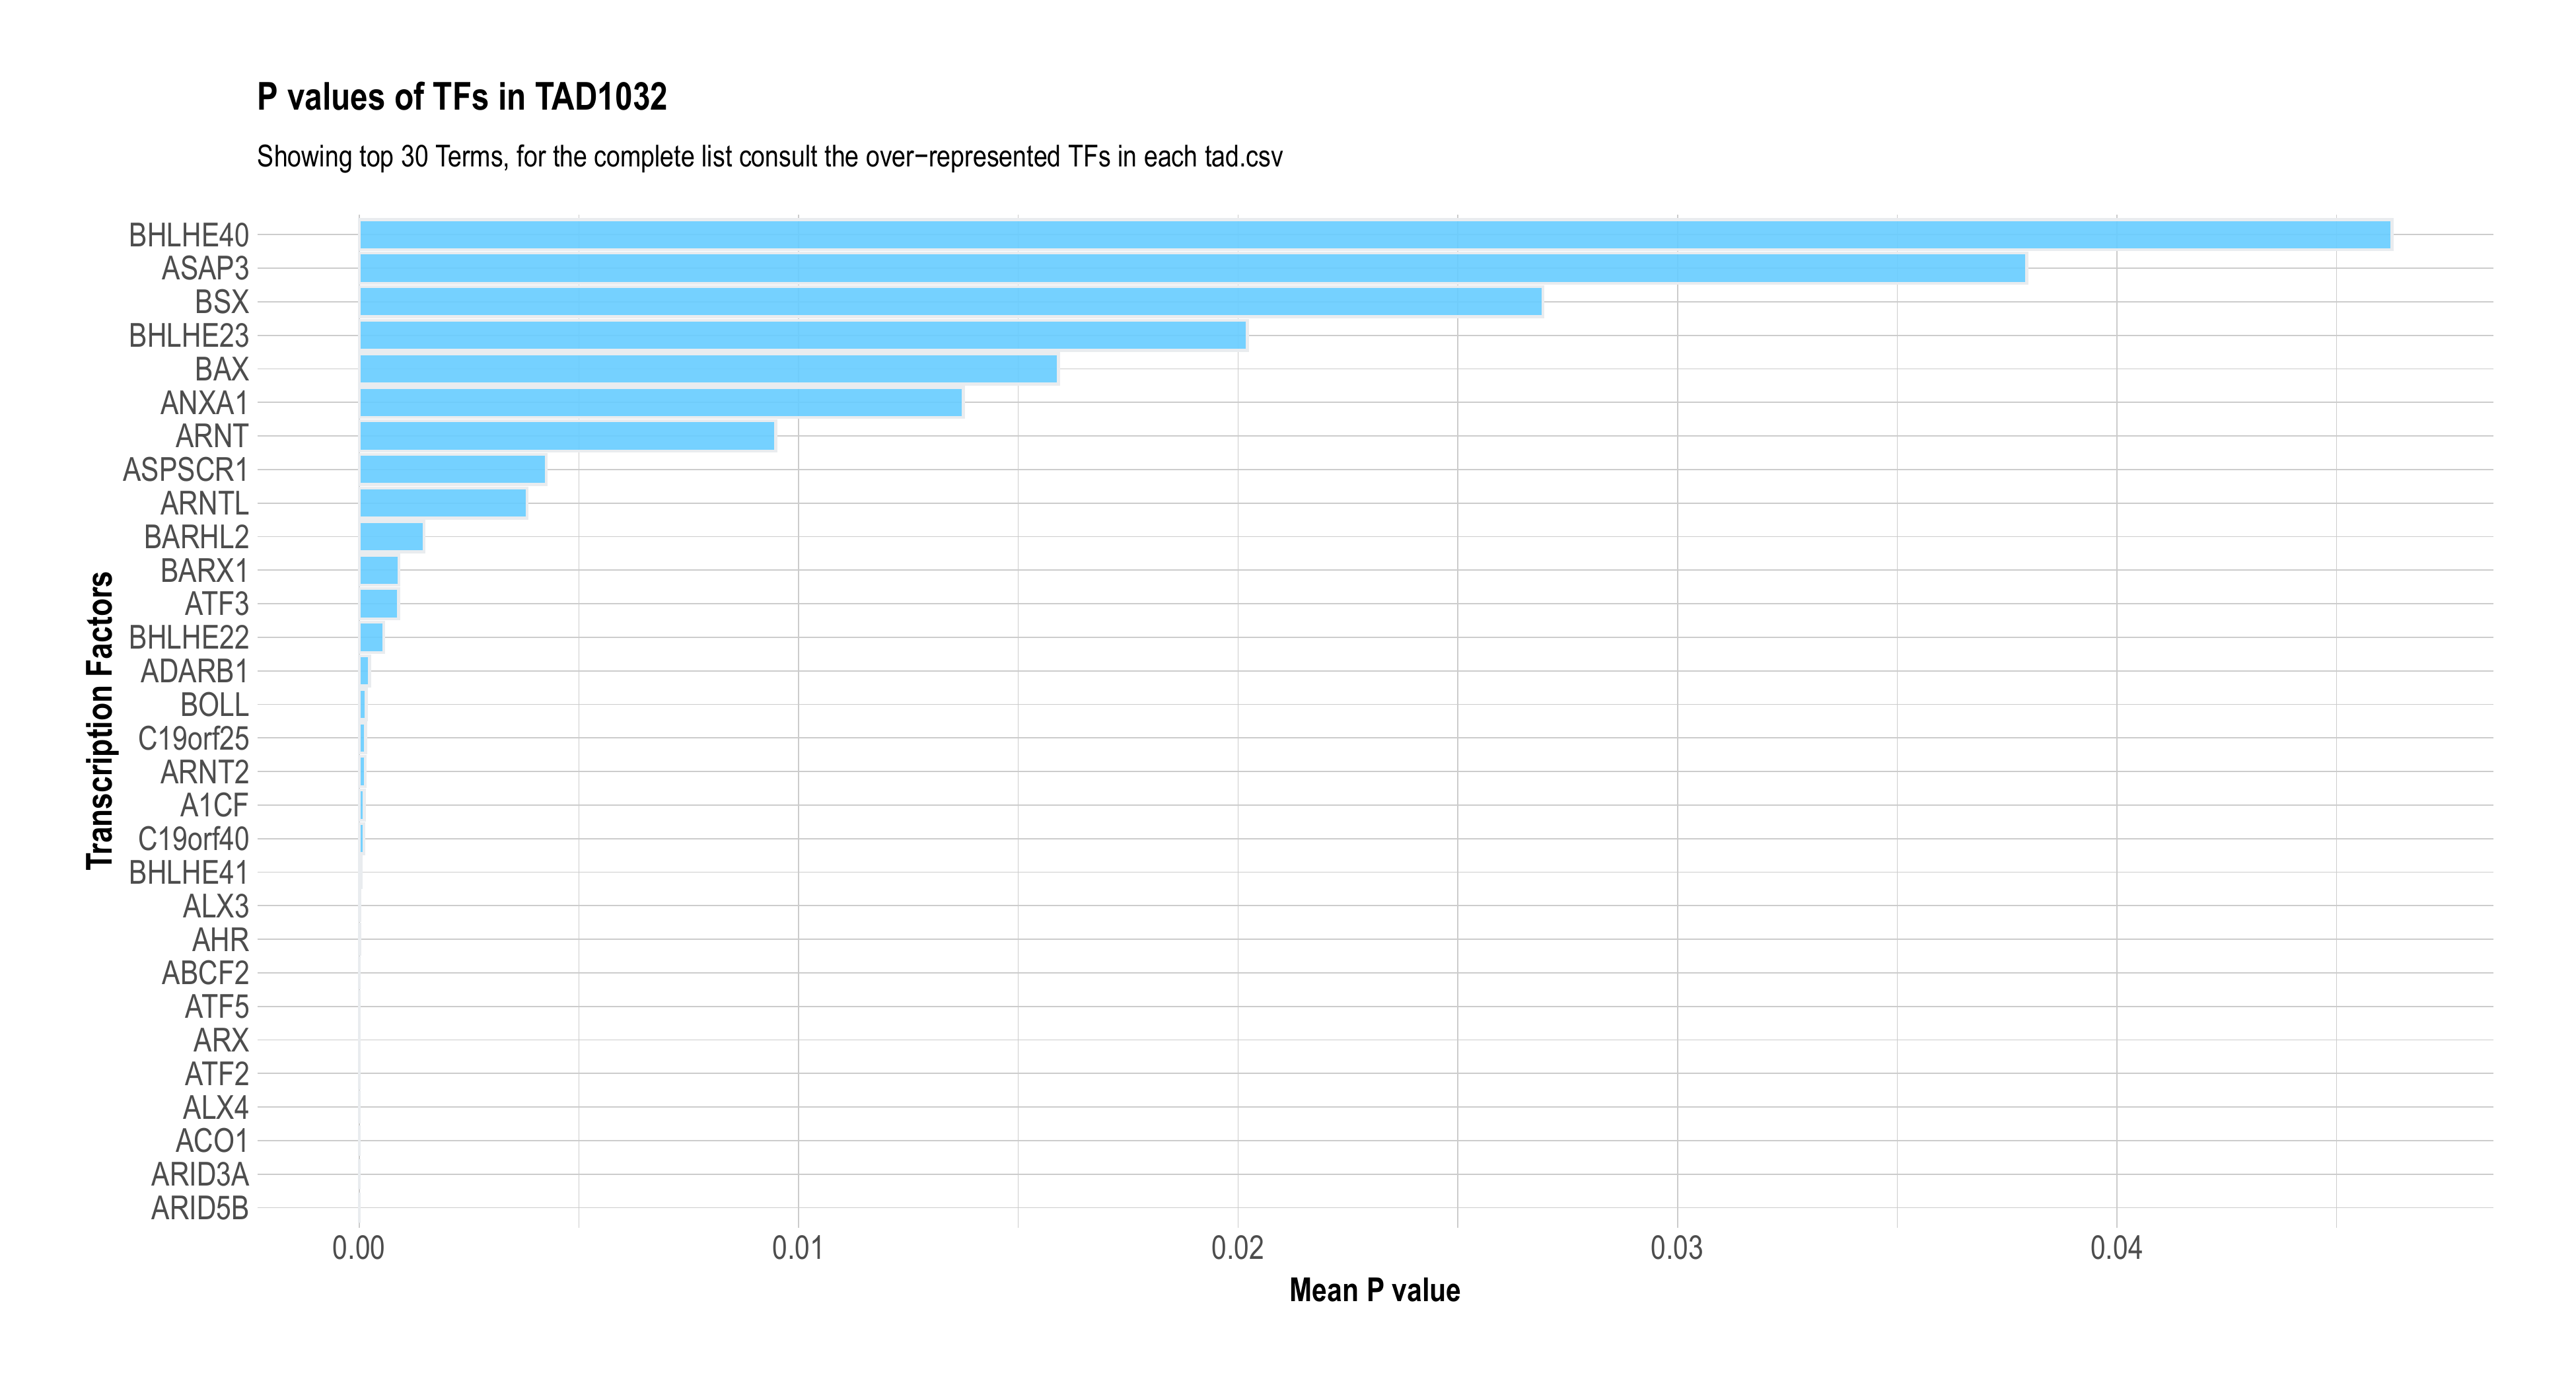 P values of TFs in TAD1032
Showing top 30 Terms, for the complete list consult the over−represented TFs in each tad.csv
Transcription Factors
BHLHE40
ASAP3
BSX
BHLHE23
BAX
ANXA1
ARNT
ASPSCR1
ARNTL
BARHL2
BARX1
ATF3
BHLHE22
ADARB1
BOLL
C19orf25
ARNT2
A1CF
C19orf40
BHLHE41
ALX3
AHR
ABCF2
ATF5
ARX
ATF2
ALX4
ACO1
ARID3A
ARID5B
0.00 0.01 0.02 0.03 0.04
Mean P value